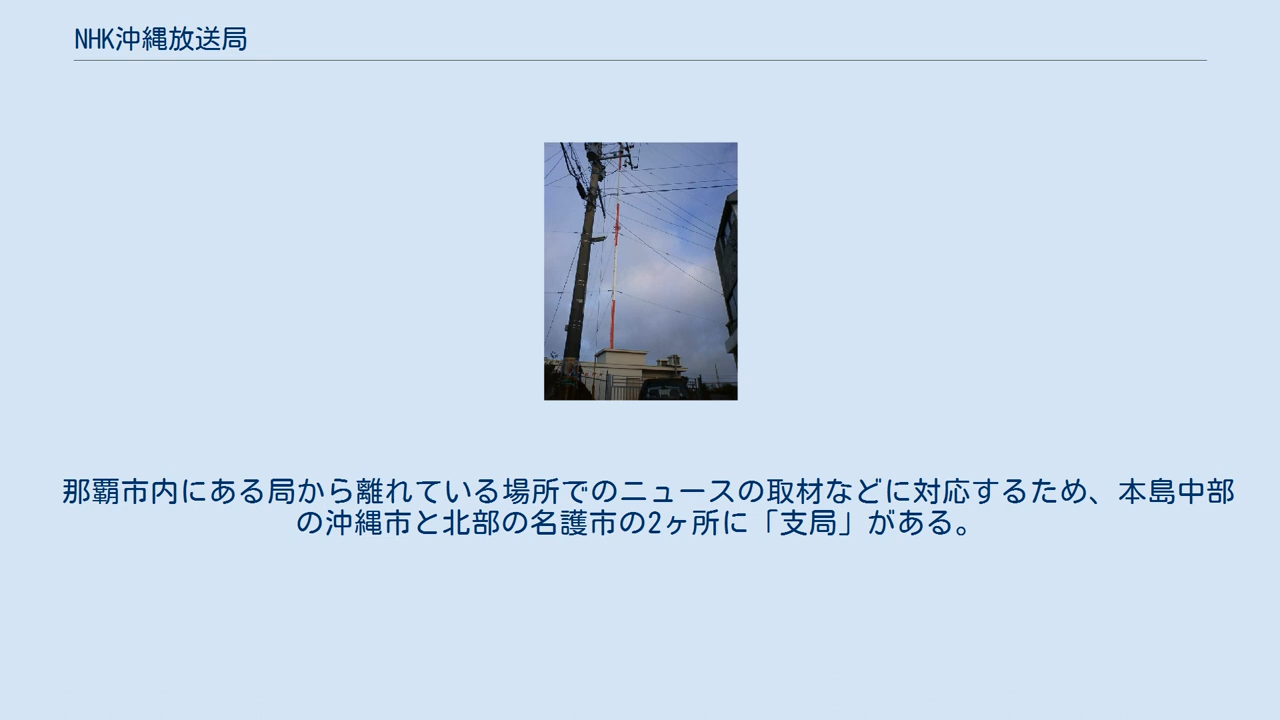 NHK沖縄放送局
那覇市内にある局から離れている場所でのニュースの取材などに対応するため、本島中部
の沖縄市と北部の名護市の2ヶ所に「支局」がある。